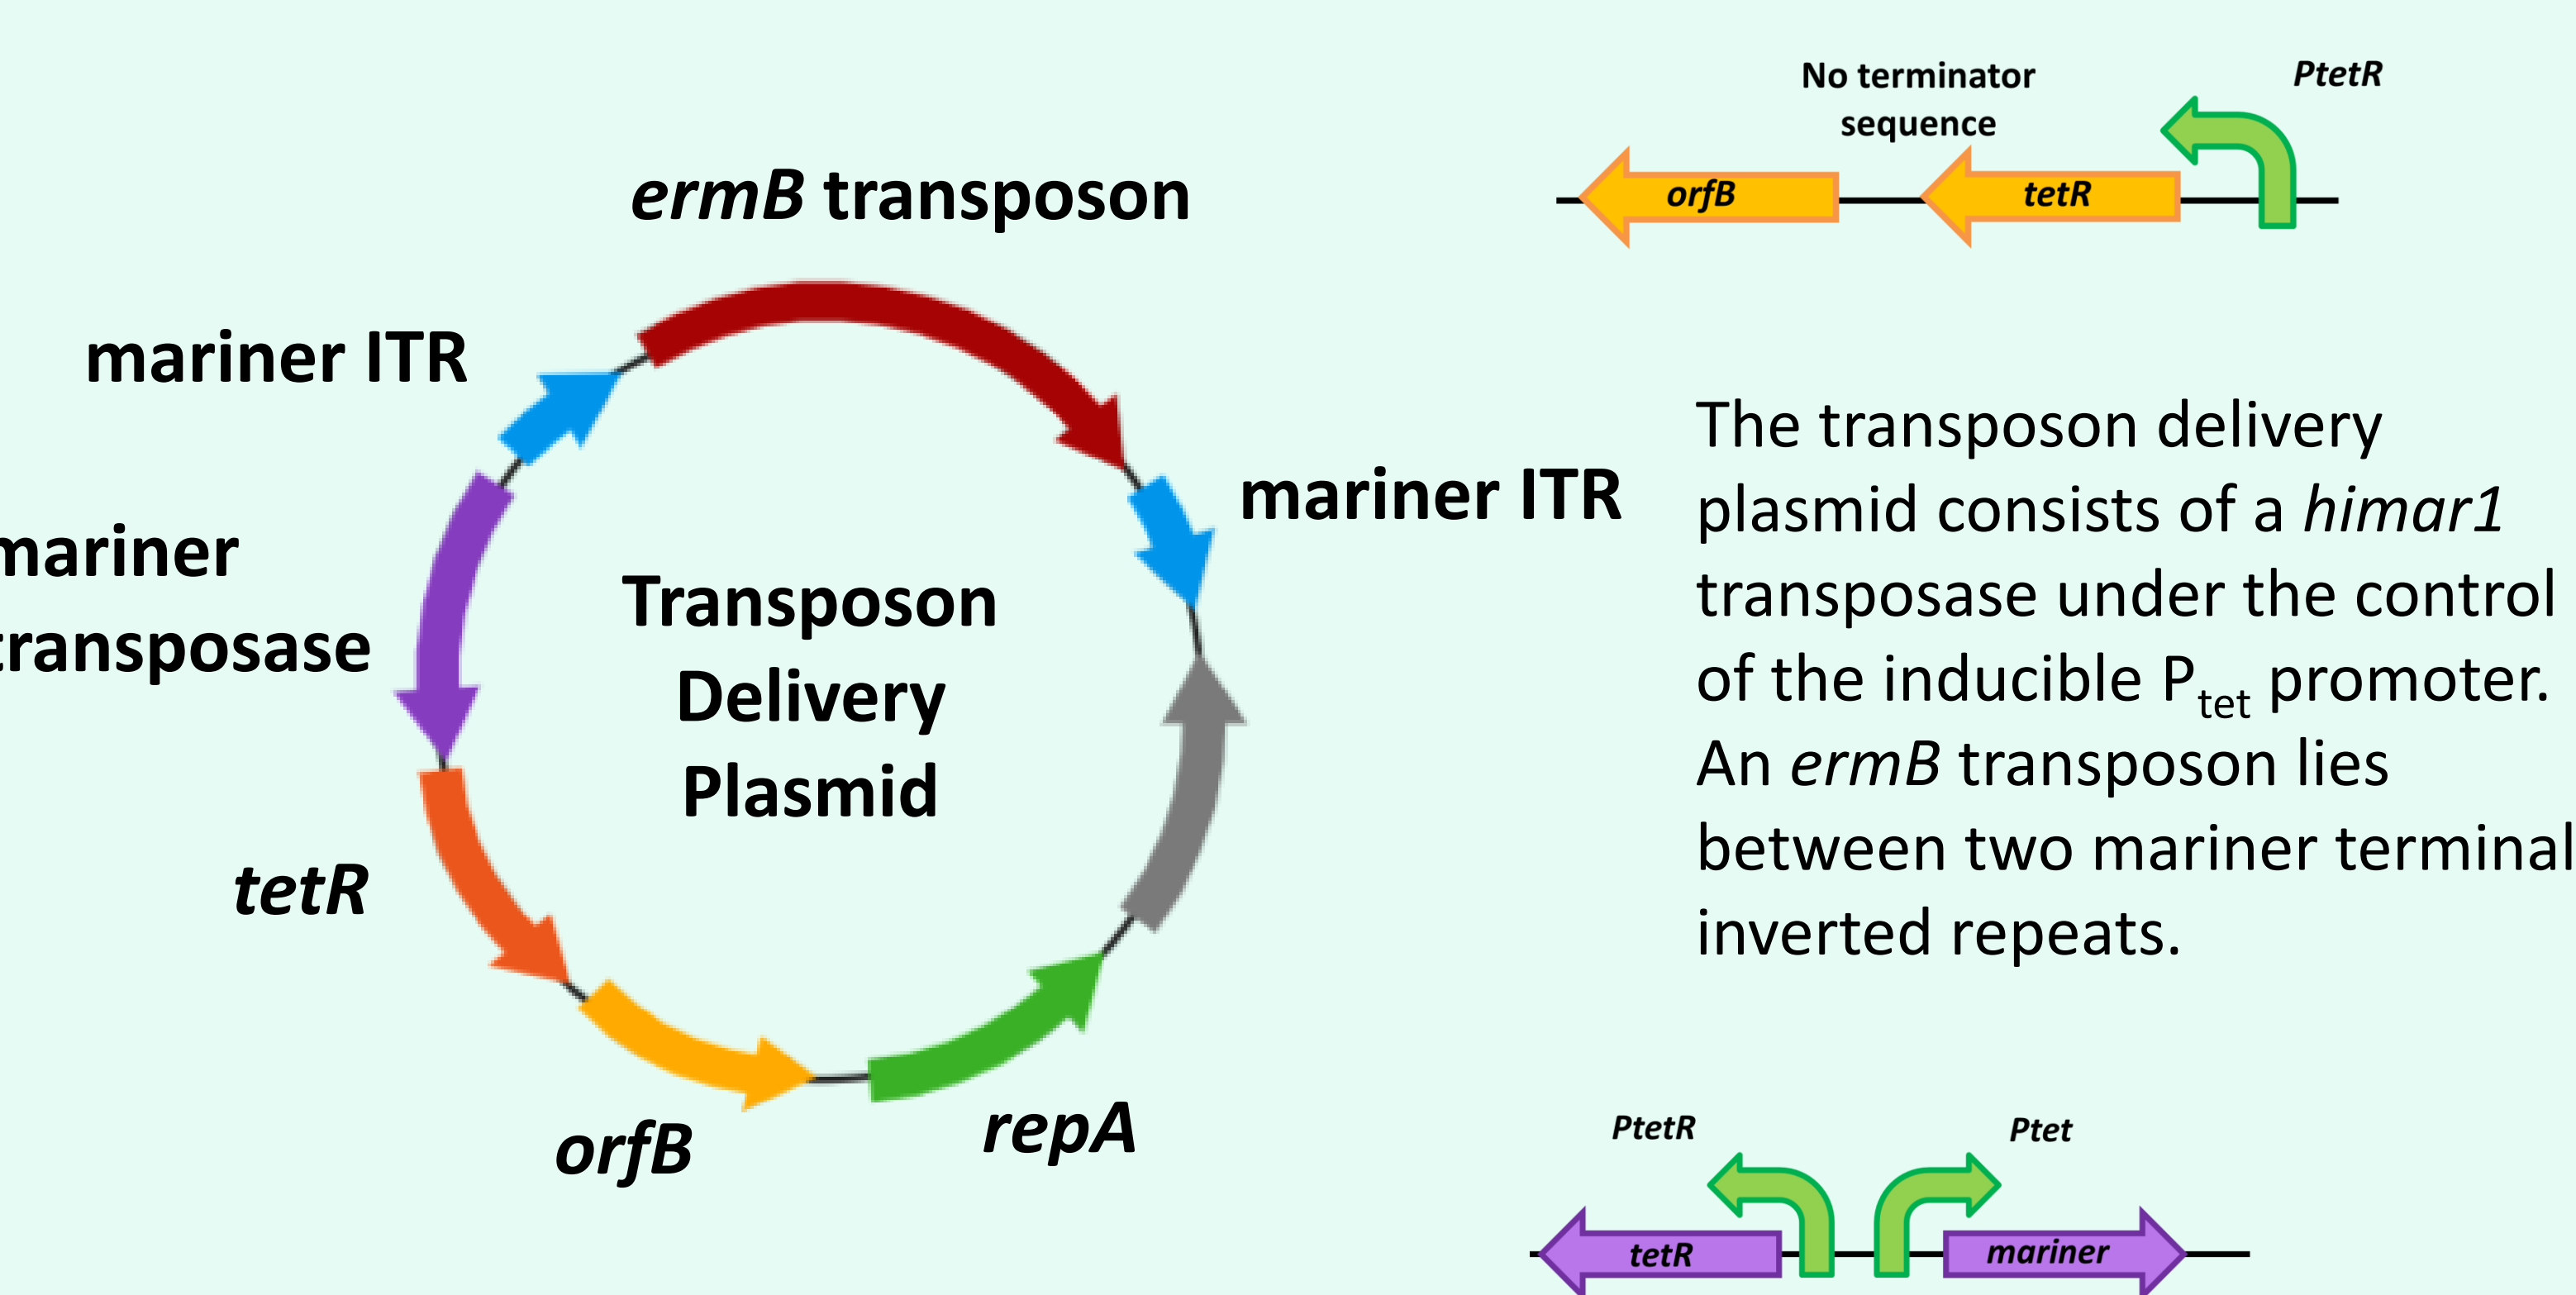 ermB transposon
mariner ITR
mariner ITR
mariner
transposase
Transposon
Delivery
Plasmid
tetR
orfB
repA
No terminator
sequence
PtetR
orfB
tetR
The transposon delivery
plasmid consists of a himar1
transposase under the control
of the inducible Ptet promoter.
An ermB transposon lies
between two mariner terminal
inverted repeats.
PtetR
Ptet
tetR
mariner